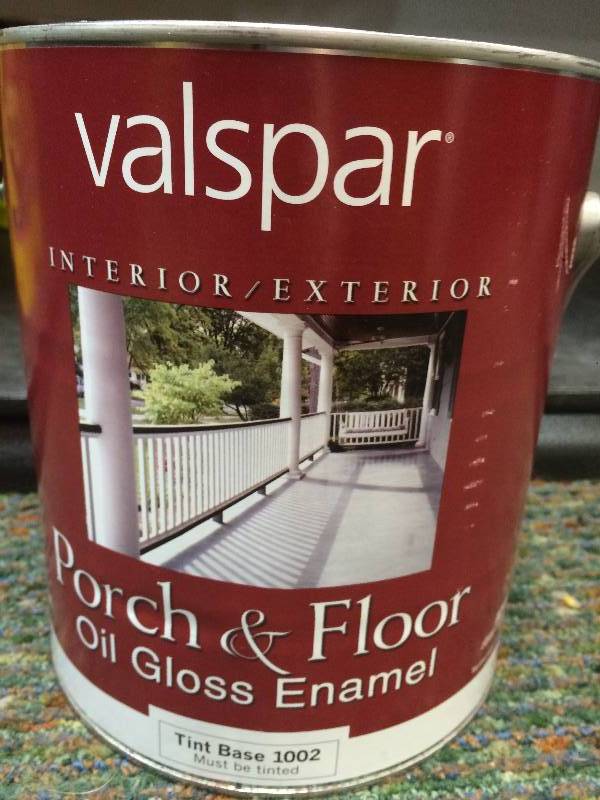 valspar®
INTERIOR/EXTERIOR
Porch & Floor
Oil Gloss Enamel
Tint Base 1002
Must be tinted